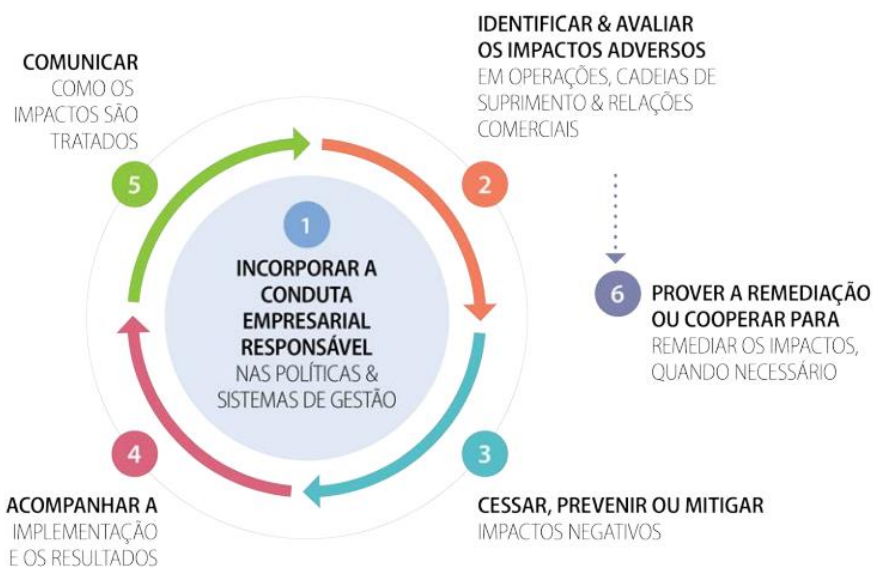 1
INCORPORAR A
CONDUTA
EMPRESARIAL
RESPONSÁVEL
NAS POLÍTICAS &
SISTEMAS DE GESTÃO
2
IDENTIFICAR & AVALIAR
OS IMPACTOS ADVERSOS
EM OPERAÇÕES, CADEIAS DE
SUPRIMENTO & RELAÇÕES
COMERCIAIS
3
CESSAR, PREVENIR OU MITIGAR
IMPACTOS NEGATIVOS
4
ACOMPANHAR A
IMPLEMENTAÇÃO
E OS RESULTADOS
5
COMUNICAR
COMO OS
IMPACTOS SÃO
TRATADOS
6
PROVER A REMEDIAÇÃO
OU COOPERAR PARA
REMEDIAR OS IMPACTOS,
QUANDO NECESSÁRIO